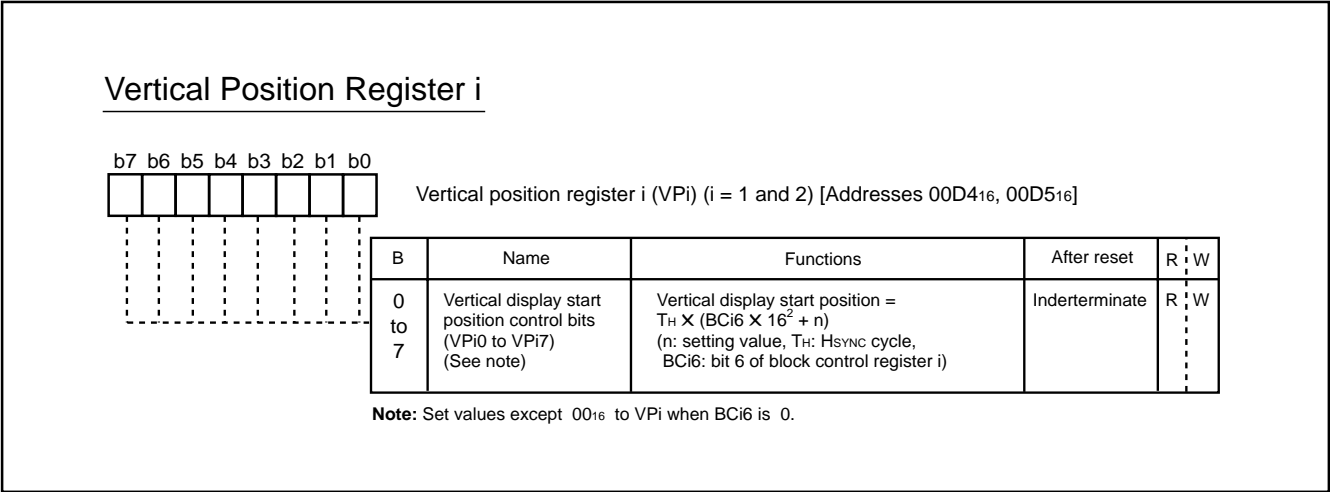 Vertical Position Register i
b7 b6 b5 b4 b3 b2 b1 b0
Vertical position register i (VPi) (i = 1 and 2) [Addresses 00D4₁₆, 00D5₁₆]
B Name Functions After reset R W
0 to 7
Vertical display start
position control bits
(VPi0 to VPi7)
(See note)
Vertical display start position =
TH X (BCi6 X 16² + n)
(n: setting value, TH: HSYNC cycle,
BCi6: bit 6 of block control register i)
Inderterminate R W
Note: Set values except 00₁₆ to VPi when BCi6 is 0.